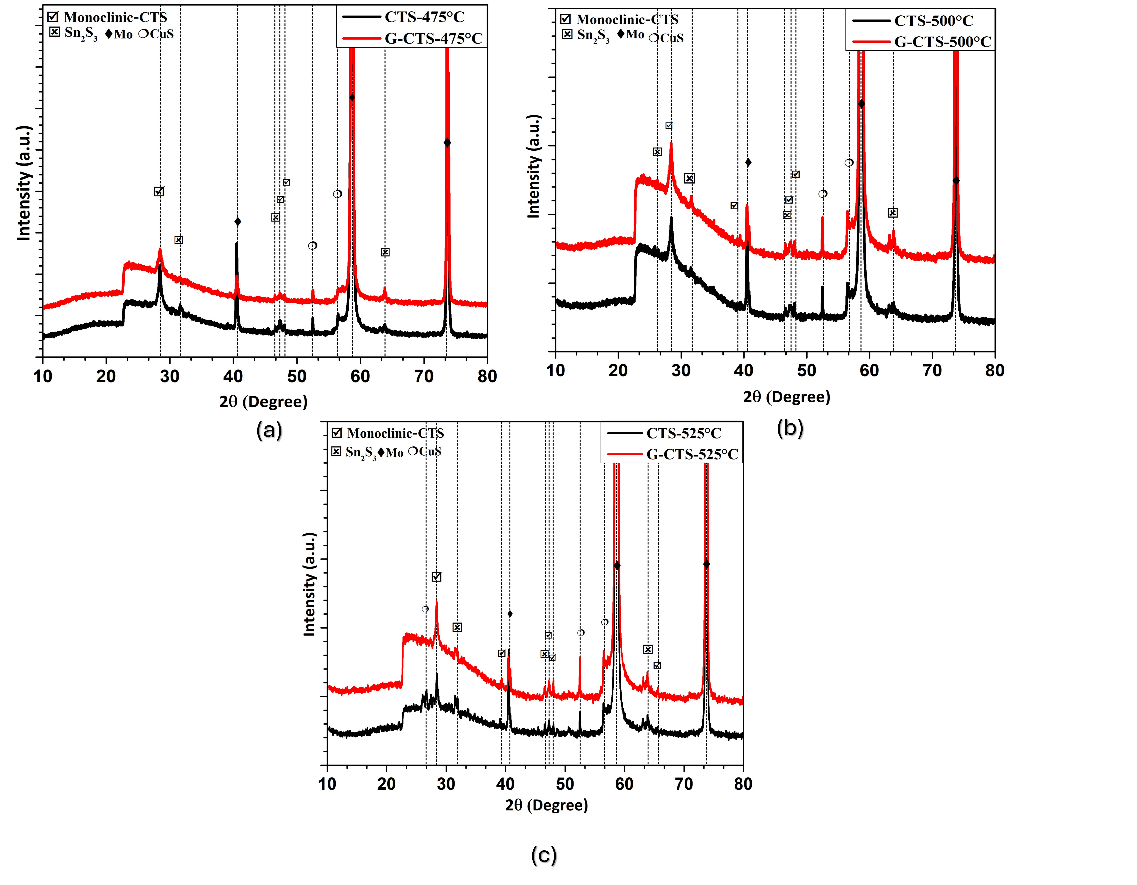 Monoclinic-CTS
Sn2S3 Mo CuS
CTS-475°C
G-CTS-475°C
Intensity (a.u.)
10 20 30 40 50 60 70 80
2θ (Degree)
(a)
Monoclinic-CTS
Sn2S3 Mo CuS
CTS-500°C
G-CTS-500°C
Intensity (a.u.)
10 20 30 40 50 60 70 80
2θ (Degree)
(b)
Monoclinic-CTS
Sn2S3 Mo CuS
CTS-525°C
G-CTS-525°C
Intensity (a.u.)
10 20 30 40 50 60 70 80
2θ (Degree)
(c)